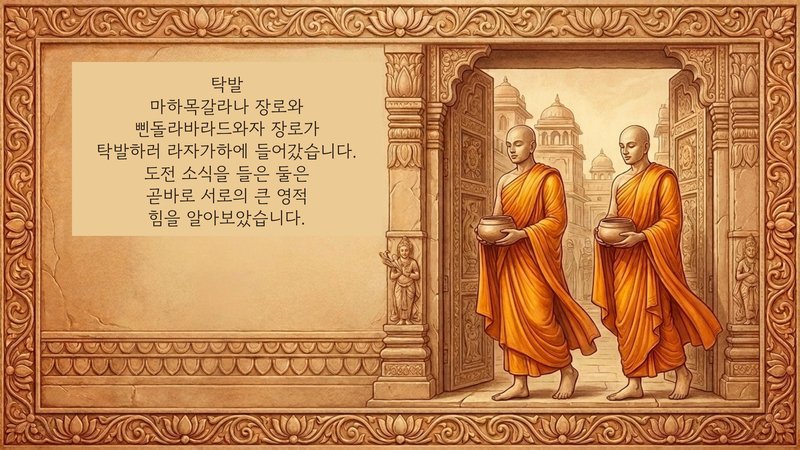 탁발
마하목갈라나 장로와
삔돌라바라드와자 장로가
탁발하러 라자가하에 들어갔습니다.
도전 소식을 들은 둘은
곧바로 서로의 큰 영적
힘을 알아보았습니다.